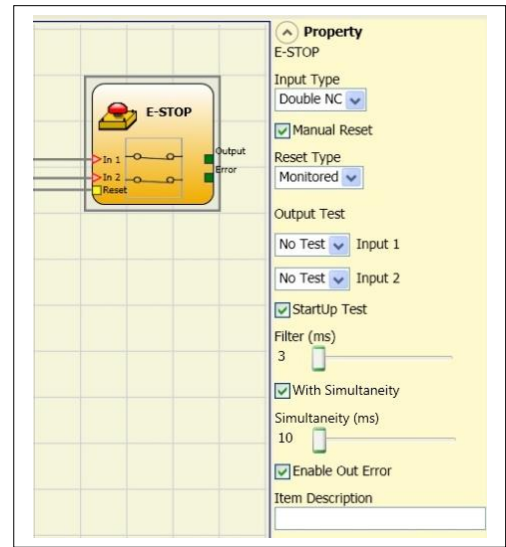 E-STOP
In 1
In 2
Reset
Output
Error
Property
E-STOP
Input Type
Double NC
Manual Reset
Reset Type
Monitored
Output Test
No Test Input 1
No Test Input 2
StartUp Test
Filter (ms)
3
With Simultaneity
Simultaneity (ms)
10
Enable Out Error
Item Description